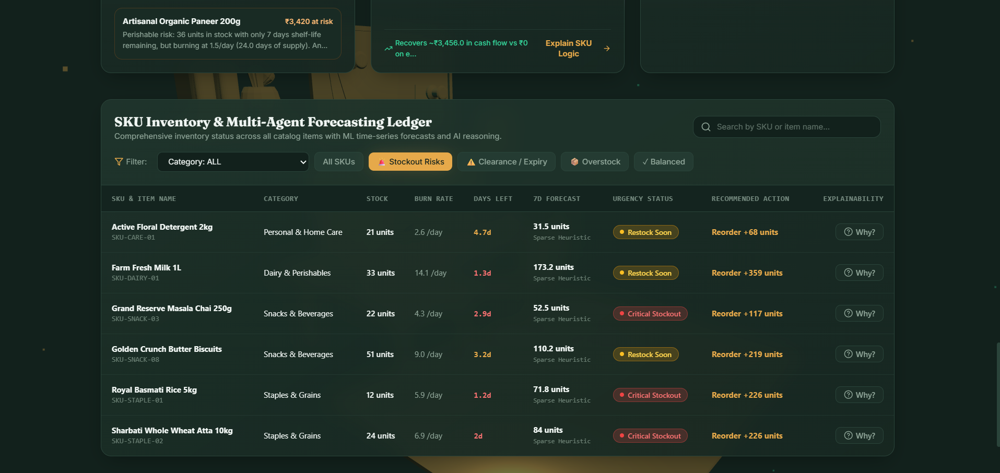 Artisanal Organic Paneer 200g
₹3,420 at risk
Perishable risk: 36 units in stock with only 7 days shelf-life
remaining, but burning at 1.5/day (24.0 days of supply). An...
Recovers ~₹3,456.0 in cash flow vs ₹0
on e...
Explain SKU
Logic
SKU Inventory & Multi-Agent Forecasting Ledger
Comprehensive inventory status across all catalog items with ML time-series forecasts and AI reasoning.
Search by SKU or item name...
Filter:
Category: ALL
All SKUs
Stockout Risks
Clearance / Expiry
Overstock
✓ Balanced
SKU & ITEM NAME CATEGORY STOCK BURN RATE DAYS LEFT 7D FORECAST URGENCY STATUS RECOMMENDED ACTION EXPLAINABILITY
Active Floral Detergent 2kg
SKU-CARE-01
Personal & Home Care
21 units
2.6 /day
4.7d
31.5 units
Sparse Heuristic
Restock Soon
Reorder +68 units
Why?
Farm Fresh Milk 1L
SKU-DAIRY-01
Dairy & Perishables
33 units
14.1 /day
1.3d
173.2 units
Sparse Heuristic
Restock Soon
Reorder +359 units
Why?
Grand Reserve Masala Chai 250g
SKU-SNACK-03
Snacks & Beverages
22 units
4.3 /day
2.9d
52.5 units
Sparse Heuristic
Critical Stockout
Reorder +117 units
Why?
Golden Crunch Butter Biscuits
SKU-SNACK-08
Snacks & Beverages
51 units
9.0 /day
3.2d
110.2 units
Sparse Heuristic
Restock Soon
Reorder +219 units
Why?
Royal Basmati Rice 5kg
SKU-STAPLE-01
Staples & Grains
12 units
5.9 /day
1.2d
71.8 units
Sparse Heuristic
Critical Stockout
Reorder +226 units
Why?
Sharbati Whole Wheat Atta 10kg
SKU-STAPLE-02
Staples & Grains
24 units
6.9 /day
2d
84 units
Sparse Heuristic
Critical Stockout
Reorder +226 units
Why?